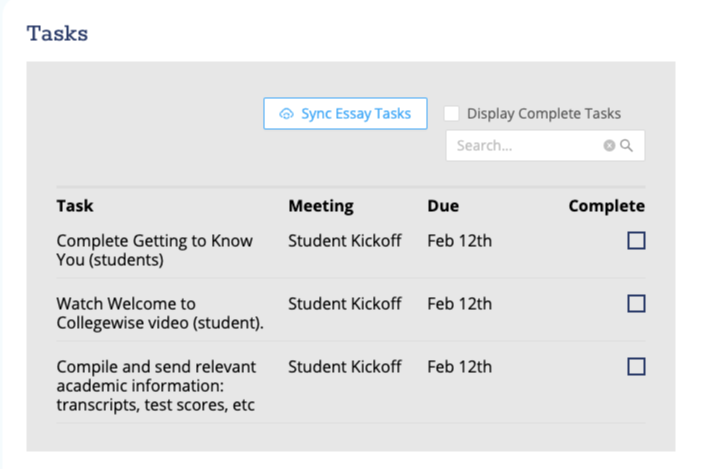 Tasks
Sync Essay Tasks
Display Complete Tasks
Search...
Task Meeting Due Complete
Complete Getting to Know Student Kickoff Feb 12th
You (students)
Watch Welcome to Student Kickoff Feb 12th
Collegewise video (student).
Compile and send relevant Student Kickoff Feb 12th
academic information:
transcripts, test scores, etc